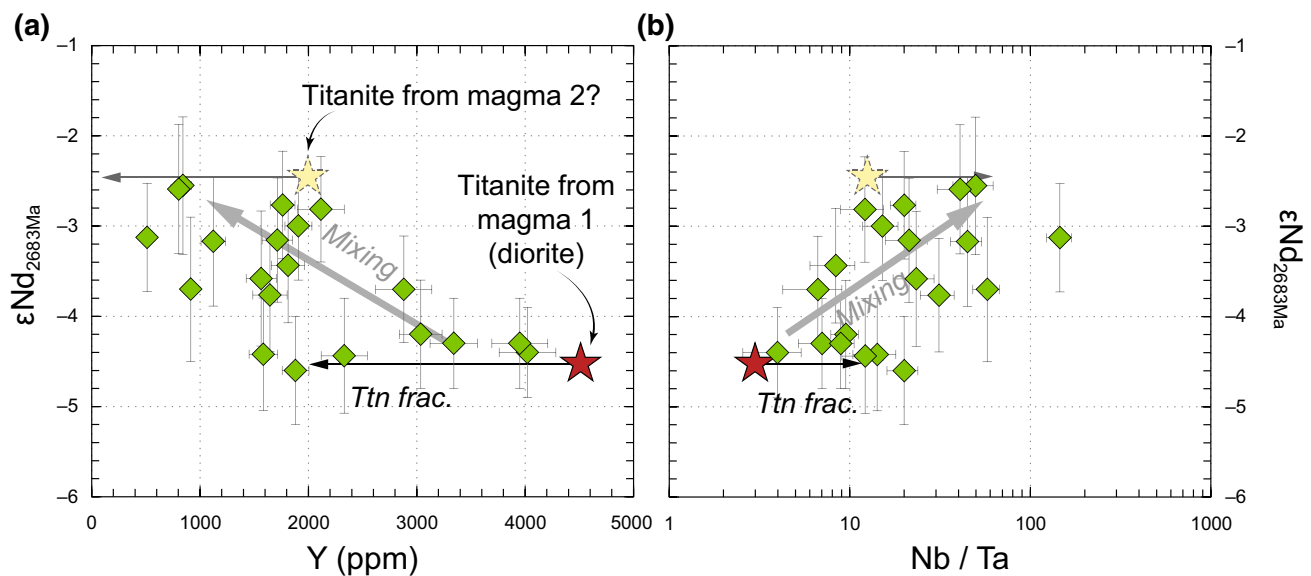 (a)
–1
–2
–3
–4
–5
–6
εNd2683Ma
0
1000
2000
3000
4000
5000
Y (ppm)
Titanite from magma 2?
Titanite from
magma 1
(diorite)
Mixing
Ttn frac.
(b)
–1
–2
–3
–4
–5
–6
εNd2683Ma
1
10
100
1000
Nb / Ta
Mixing
Ttn frac.